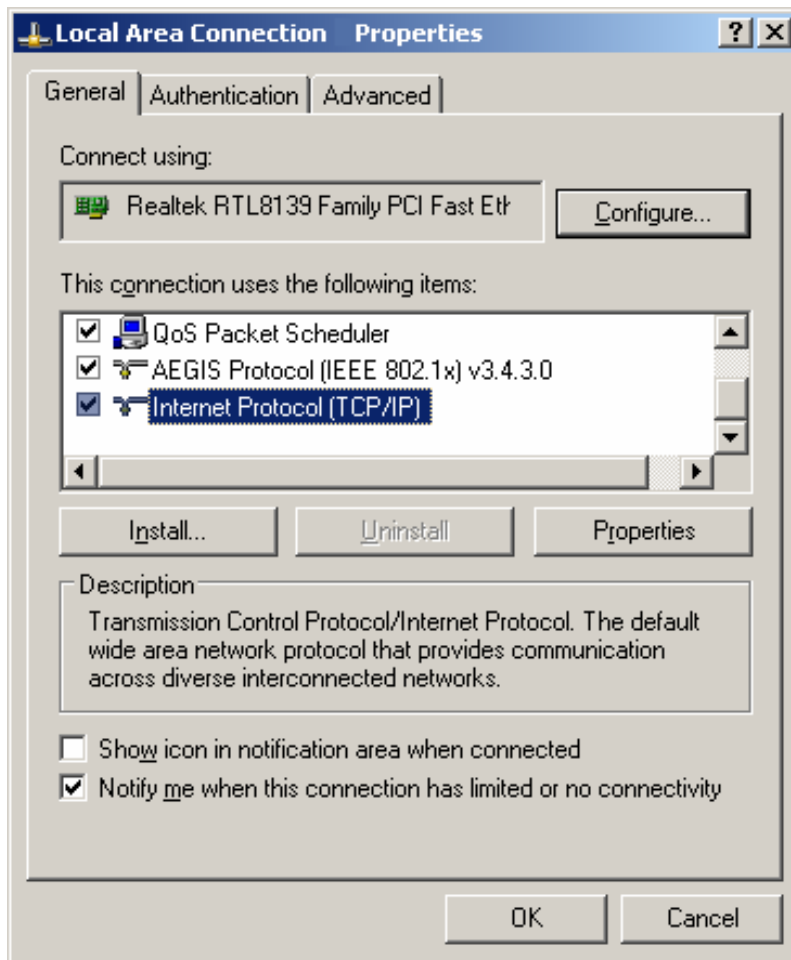 Local Area Connection Properties
General Authentication Advanced
Connect using:
Realtek RTL8139 Family PCI Fast Eth
Configure...
This connection uses the following items:
QoS Packet Scheduler
AEGIS Protocol (IEEE 802.1x) v3.4.3.0
Internet Protocol (TCP/IP)
Install... Uninstall Properties
Description
Transmission Control Protocol/Internet Protocol. The default
wide area network protocol that provides communication
across diverse interconnected networks.
Show icon in notification area when connected
Notify me when this connection has limited or no connectivity
OK Cancel